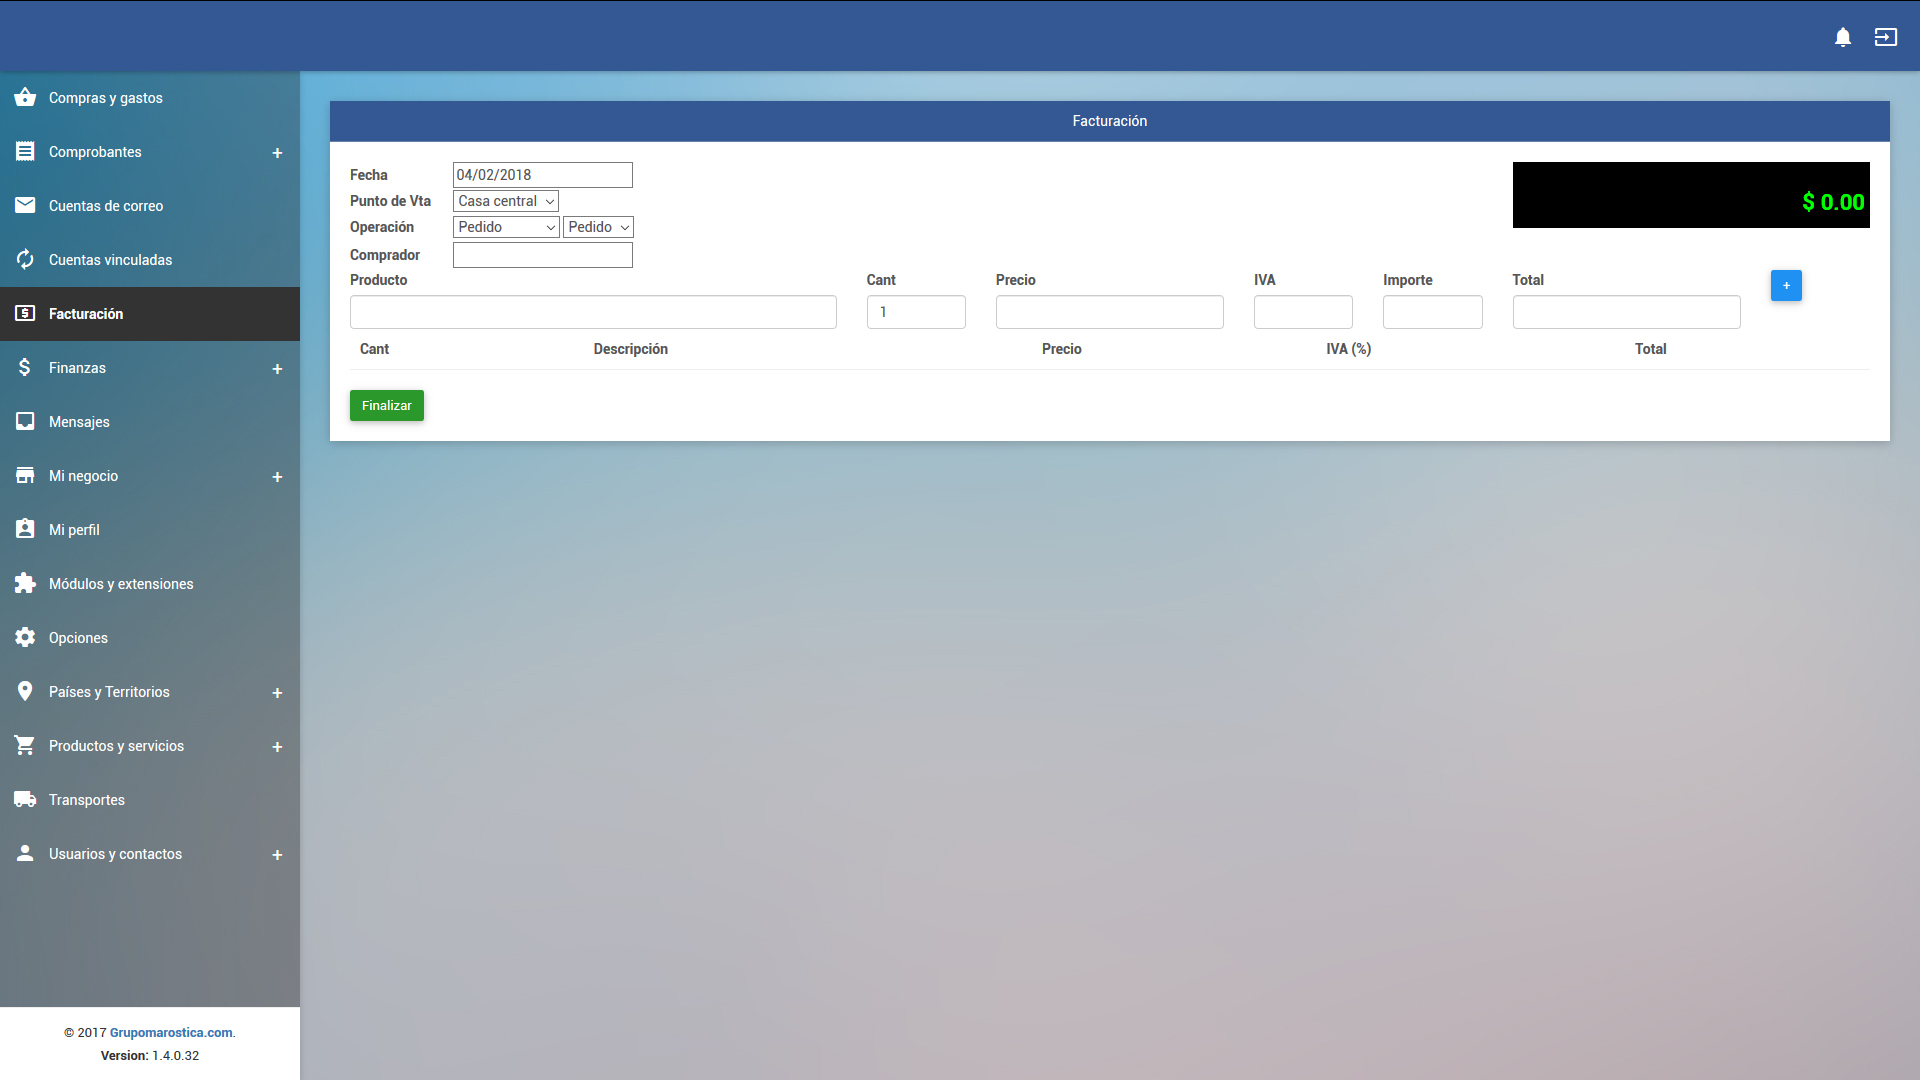 Compras y gastos
Comprobantes +
Cuentas de correo
Cuentas vinculadas
Facturación
Finanzas +
Mensajes
Mi negocio +
Mi perfil
Módulos y extensiones
Opciones
Países y Territorios +
Productos y servicios +
Transportes
Usuarios y contactos +
© 2017 Grupomarostica.com.
Version: 1.4.0.32
Facturación
Fecha 04/02/2018
$ 0.00
Punto de Vta Casa central
Operación Pedido Pedido
Comprador
Producto Cant Precio IVA Importe Total +
1
Cant Descripción Precio IVA (%) Total
Finalizar